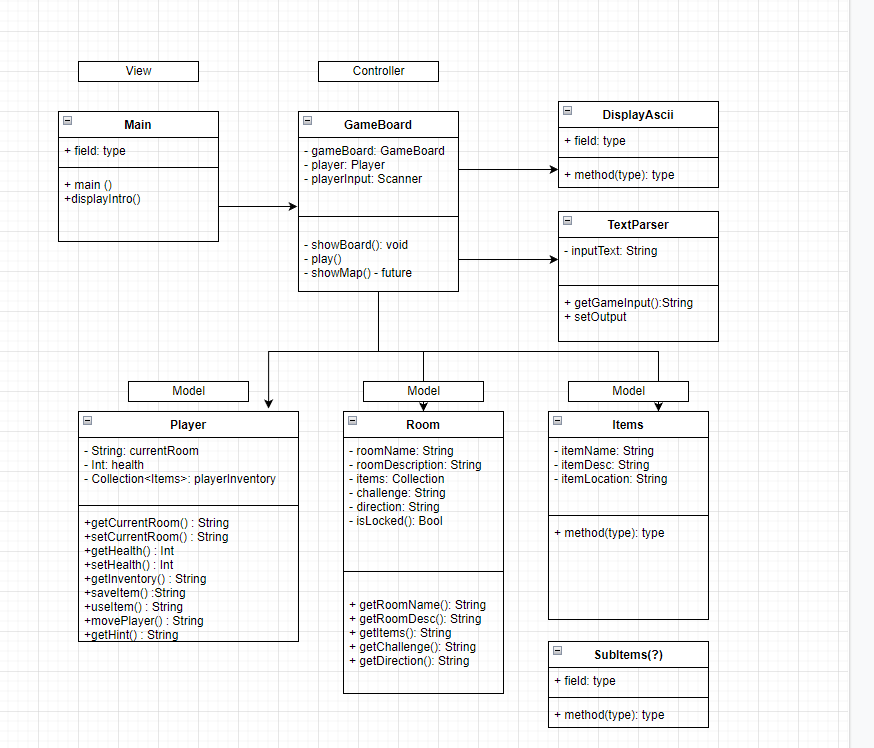 View
Controller
Main
+ field: type
+ main ()
+displayIntro()
GameBoard
- gameBoard: GameBoard
- player: Player
- playerInput: Scanner
- showBoard(): void
- play()
- showMap() - future
DisplayAscii
+ field: type
+ method(type): type
TextParser
- inputText: String
+ getGameInput():String
+ setOutput
Model
Player
- String: currentRoom
- Int: health
- Collection<Items>: playerInventory
+getCurrentRoom() : String
+setCurrentRoom() : String
+getHealth() : Int
+setHealth() : Int
+getInventory() : String
+saveItem() :String
+useItem() : String
+movePlayer() : String
+getHint() : String
Model
Room
- roomName: String
- roomDescription: String
- items: Collection
- challenge: String
- direction: String
- isLocked(): Bool
+ getRoomName(): String
+ getRoomDesc(): String
+ getItems(): String
+ getChallenge(): String
+ getDirection(): String
Model
Items
- itemName: String
- itemDesc: String
- itemLocation: String
+ method(type): type
SubItems(?)
+ field: type
+ method(type): type